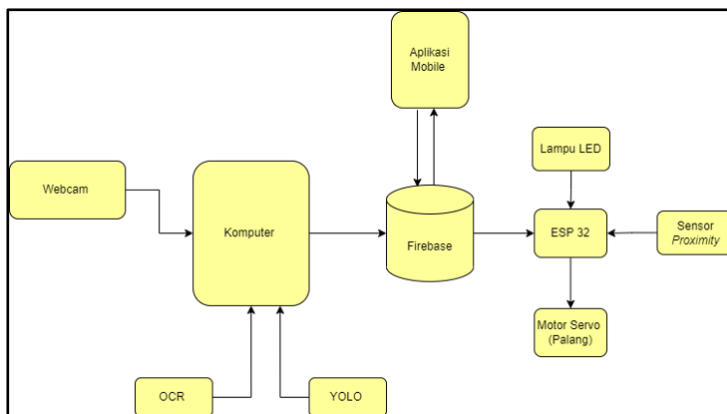 Aplikasi
Mobile
Lampu LED
Webcam
Komputer
Firebase
ESP 32
Sensor
Proximity
Motor Servo
(Palang)
OCR
YOLO